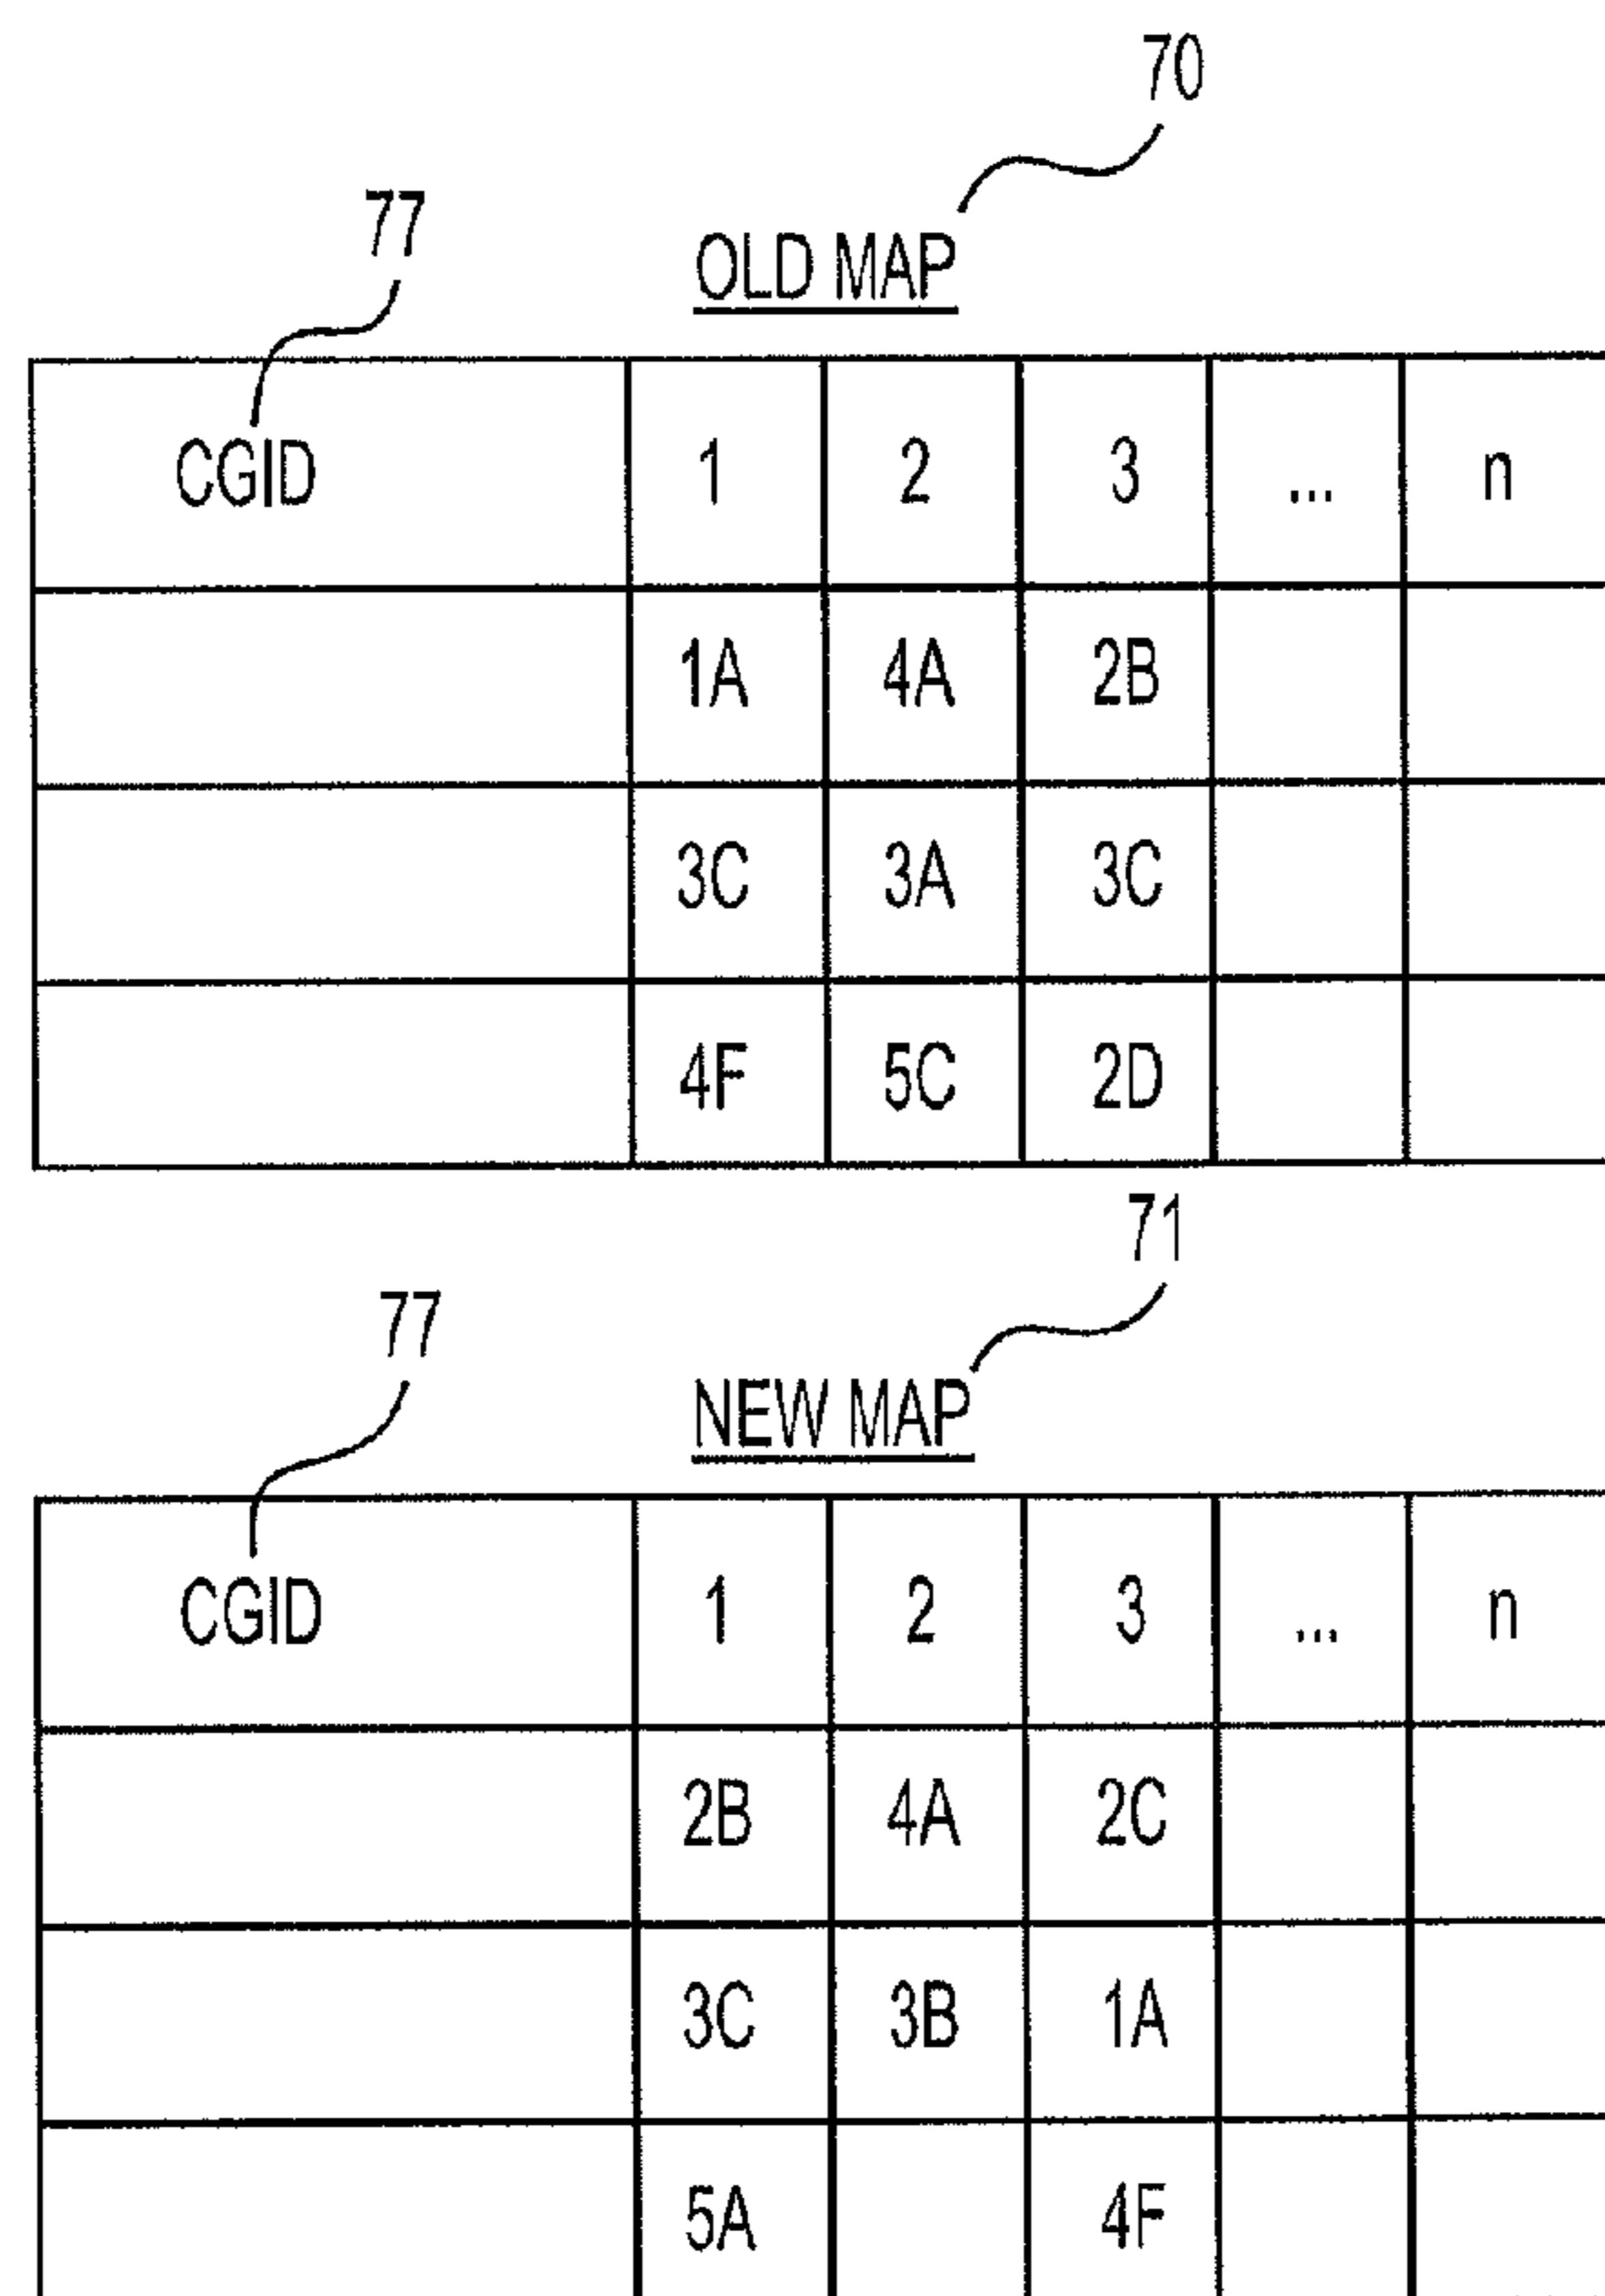 70
77
OLD MAP
CGID 1 2 3 ... n
1A 4A 2B
3C 3A 3C
4F 5C 2D
71
77
NEW MAP
CGID 1 2 3 ... n
2B 4A 2C
3C 3B 1A
5A 4F